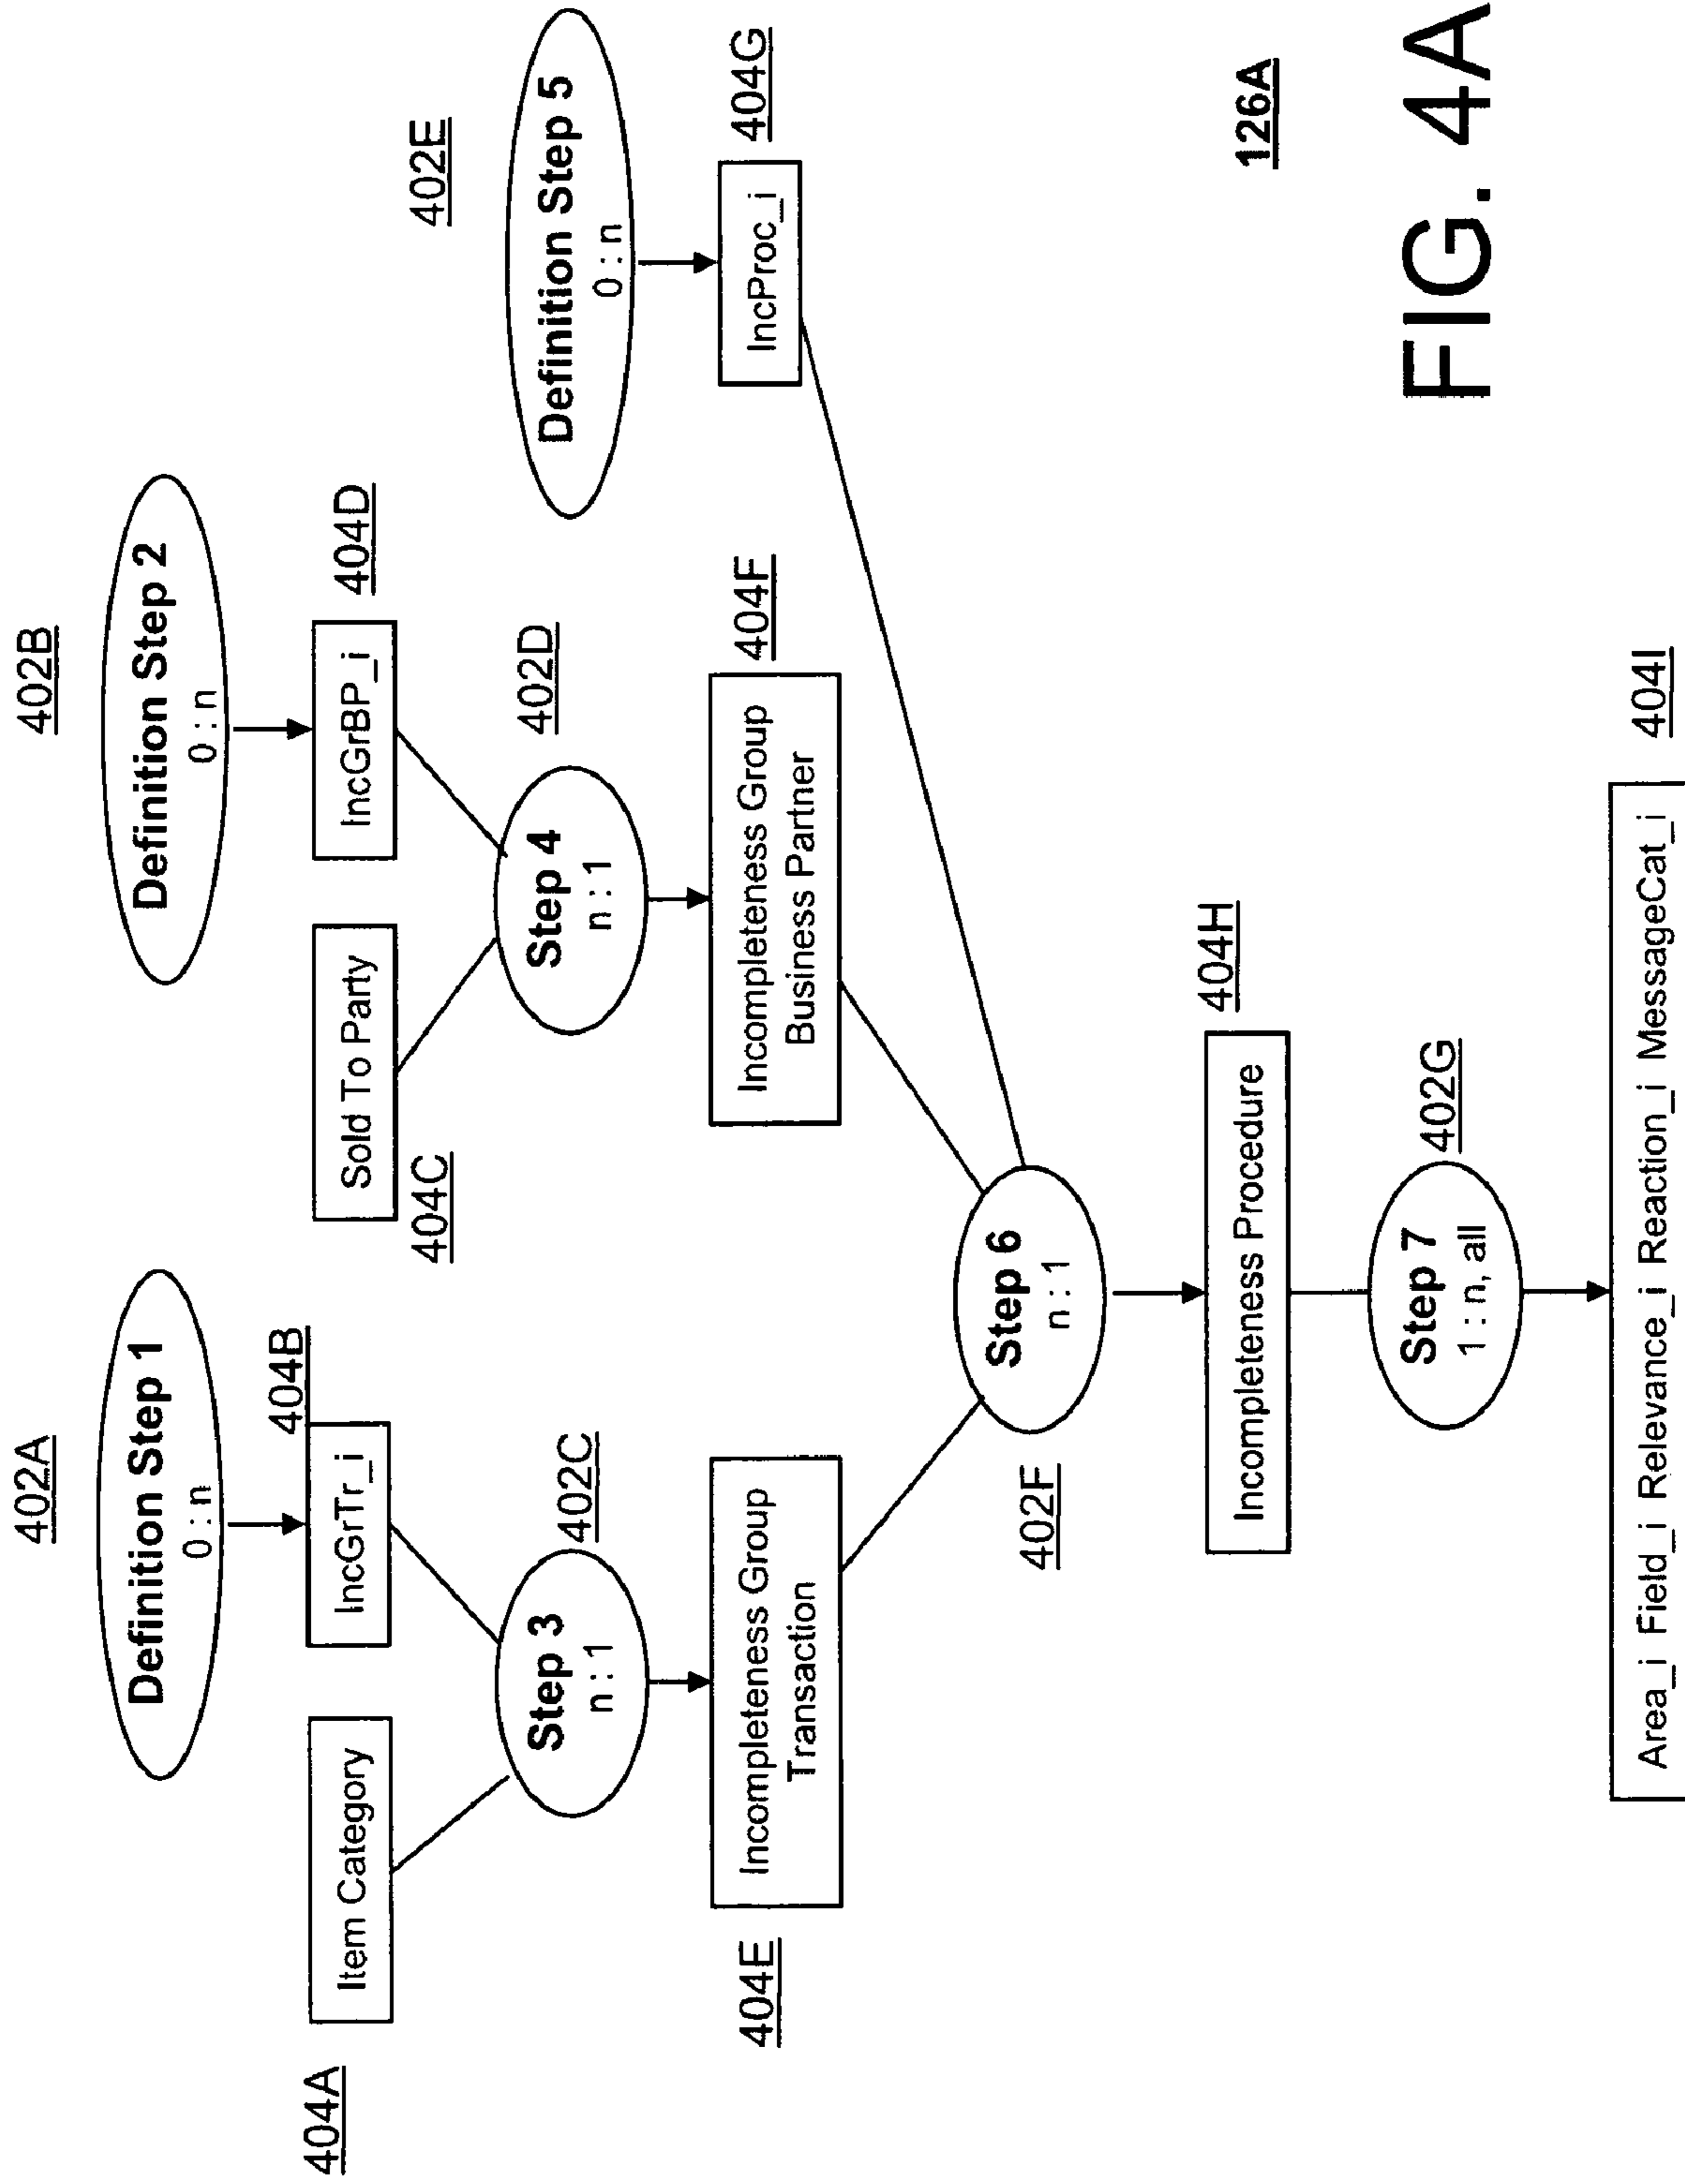 402A
402B
Definition Step 1
0 : n
Definition Step 2
0 : n
404A
Item Category
404B
IncGrTr_i
404C
Sold To Party
404D
IncGrBP_i
402E
Definition Step 5
0 : n
Step 3
n : 1
402C
Step 4
n : 1
402D
404E
Incompleteness Group
Transaction
404F
Incompleteness Group
Business Partner
404G
IncProc_i
402F
Step 6
n : 1
404H
Incompleteness Procedure
126A
Step 7
1 : n, all
402G
FIG. 4A
404I
Area_i Field_i Relevance_i Reaction_i MessageCat_i